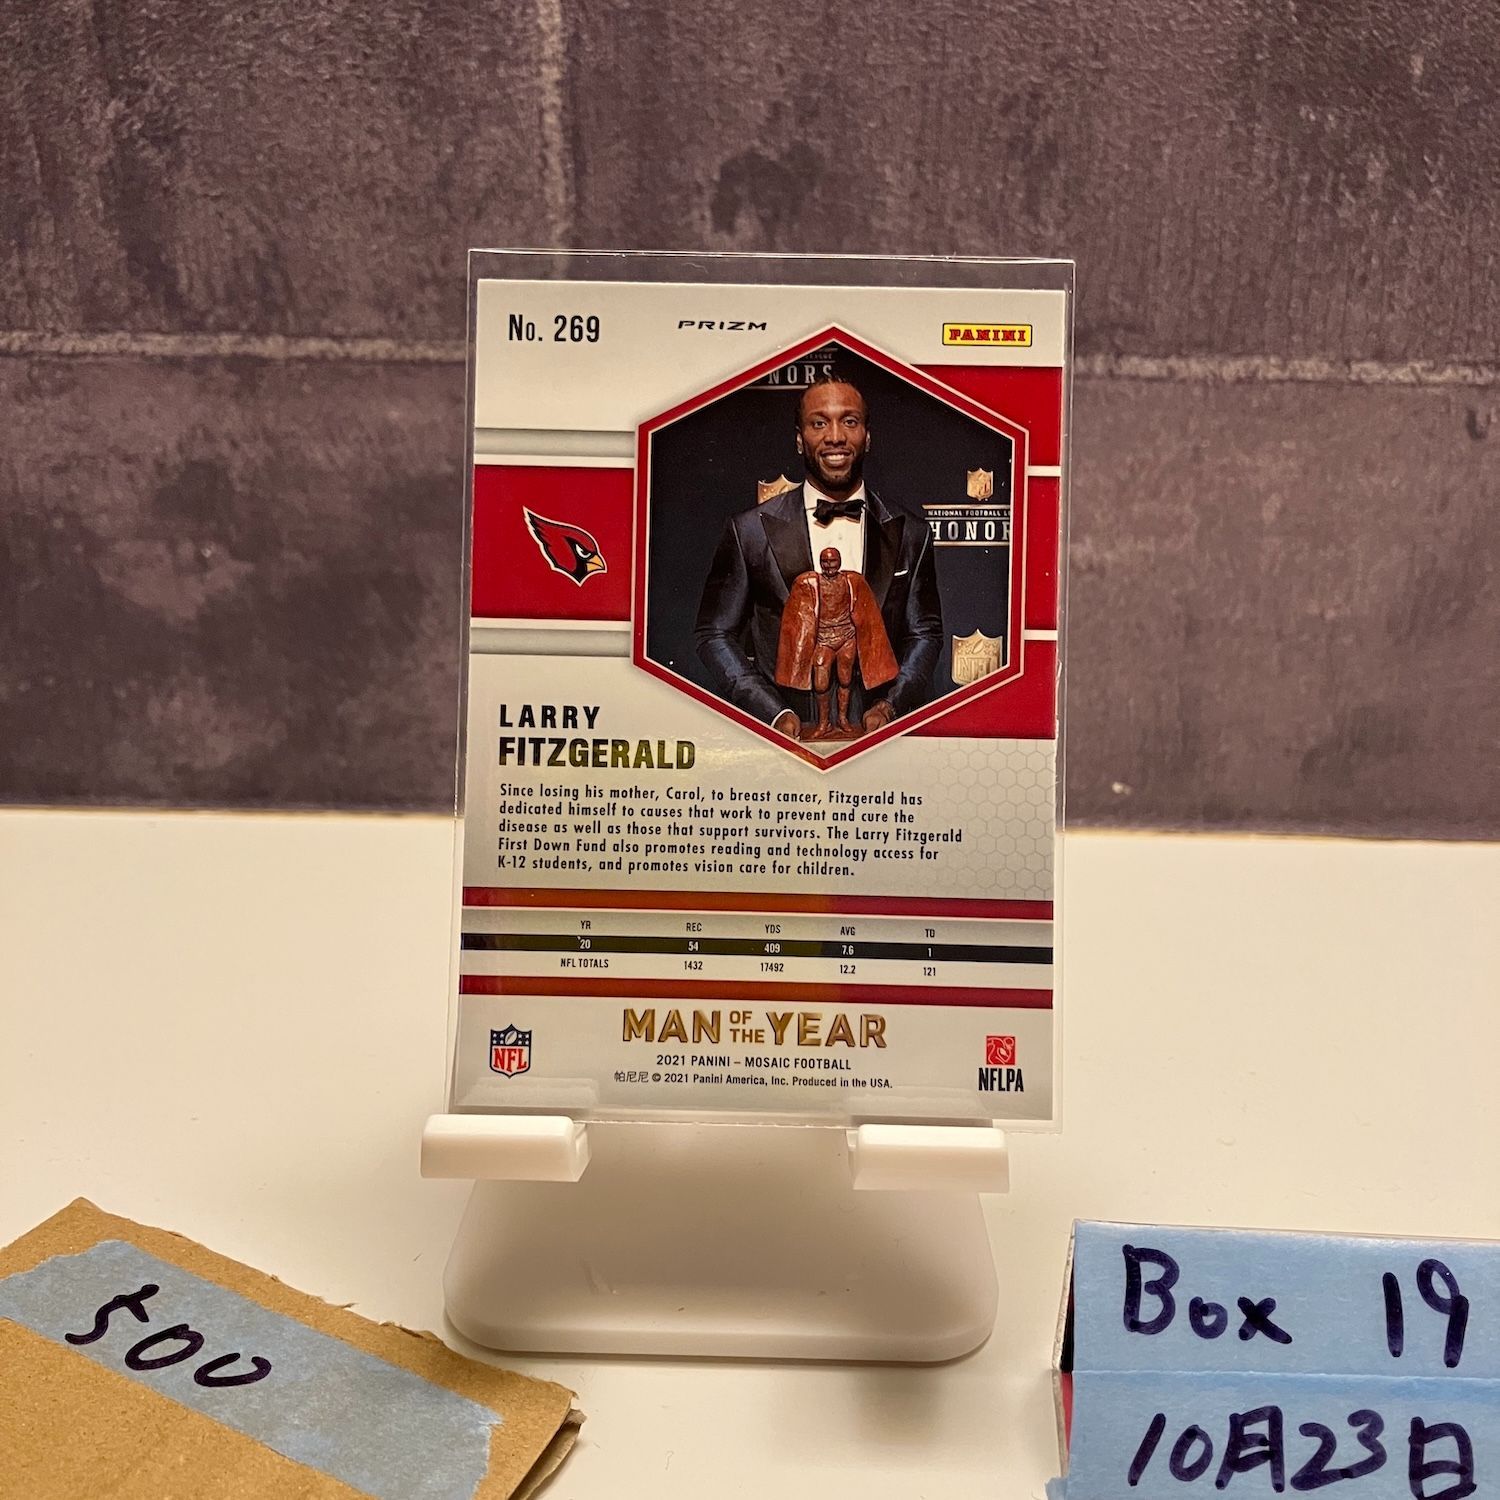 No. 269
PRIZM
PANINI
NORS
NATIONAL FOOTBALL L
HONOR
NFL
LARRY
FITZGERALD
Since losing his mother, Carol, to breast cancer, Fitzgerald has
dedicated himself to causes that work to prevent and cure the
disease as well as those that support survivors. The Larry Fitzgerald
First Down Fund also promotes reading and technology access for
K-12 students, and promotes vision care for children.
YR REC YDS AVG TD
'20 54 409 7.6 1
NFL TOTALS 1432 17492 12.2 121
MAN OF THE YEAR
NFL
2021 PANINI – MOSAIC FOOTBALL
帕尼尼 © 2021 Panini America, Inc. Produced in the USA.
NFLPA
500
Box 19
10月23日